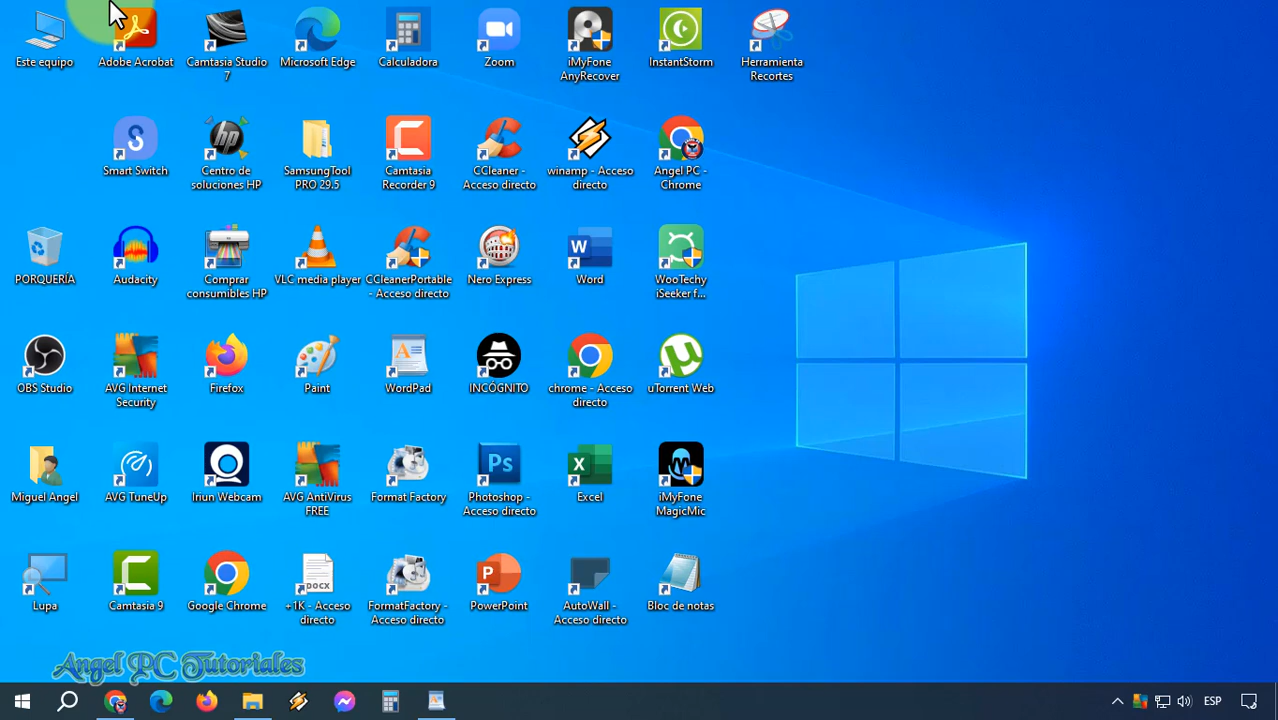 Este equipo
Adobe Acrobat
Camtasia Studio
7
Microsoft Edge
Calculadora
Zoom
iMyFone
AnyRecover
InstantStorm
Herramienta
Recortes
Smart Switch
Centro de
soluciones HP
SamsungTool
PRO 29.5
Camtasia
Recorder 9
CCleaner -
Acceso directo
winamp - Acceso
directo
Angel PC -
Chrome
PORQUERÍA
Audacity
Comprar
consumibles HP
VLC media player
CCleanerPortable
- Acceso directo
Nero Express
Word
WooTechy
iSeeker f...
OBS Studio
AVG Internet
Security
Firefox
Paint
WordPad
INCÓGNITO
chrome - Acceso
directo
uTorrent Web
Miguel Angel
AVG TuneUp
Iriun Webcam
AVG AntiVirus
FREE
Format Factory
Photoshop -
Acceso directo
Excel
iMyFone
MagicMic
Lupa
Camtasia 9
Google Chrome
+1K - Acceso
directo
FormatFactory -
Acceso directo
PowerPoint
AutoWall -
Acceso directo
Bloc de notas
Angel PC Tutoriales
ESP